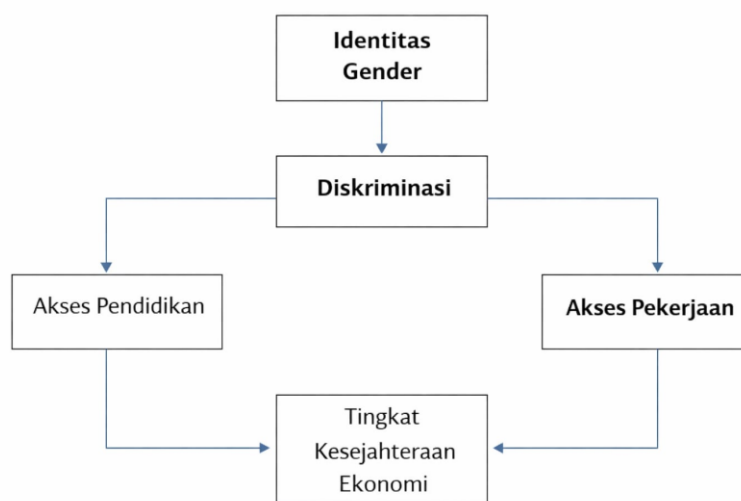 Identitas
Gender
Diskriminasi
Akses Pendidikan
Akses Pekerjaan
Tingkat
Kesejahteraan
Ekonomi